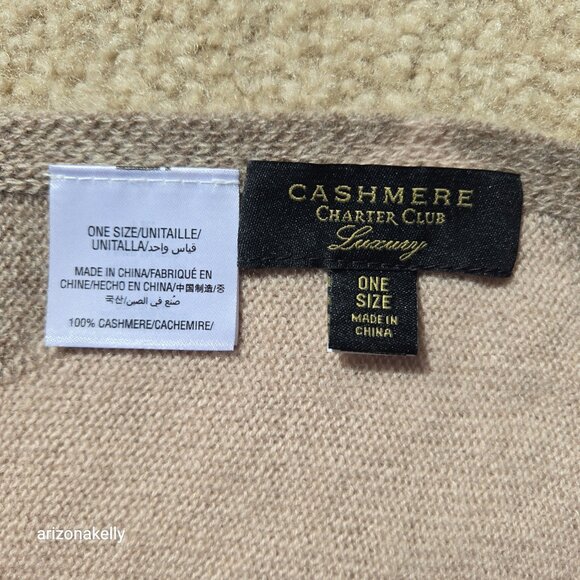 ONE SIZE/UNITAILLE/
UNITALLA/قياس واحد/
MADE IN CHINA/FABRIQUÉ EN
CHINE/HECHO EN CHINA/中国制造/중
국산/صنع في الصين/
100% CASHMERE/CACHEMIRE/
CASHMERE
CHARTER CLUB
Luxury
ONE
SIZE
MADE IN
CHINA
arizonakelly